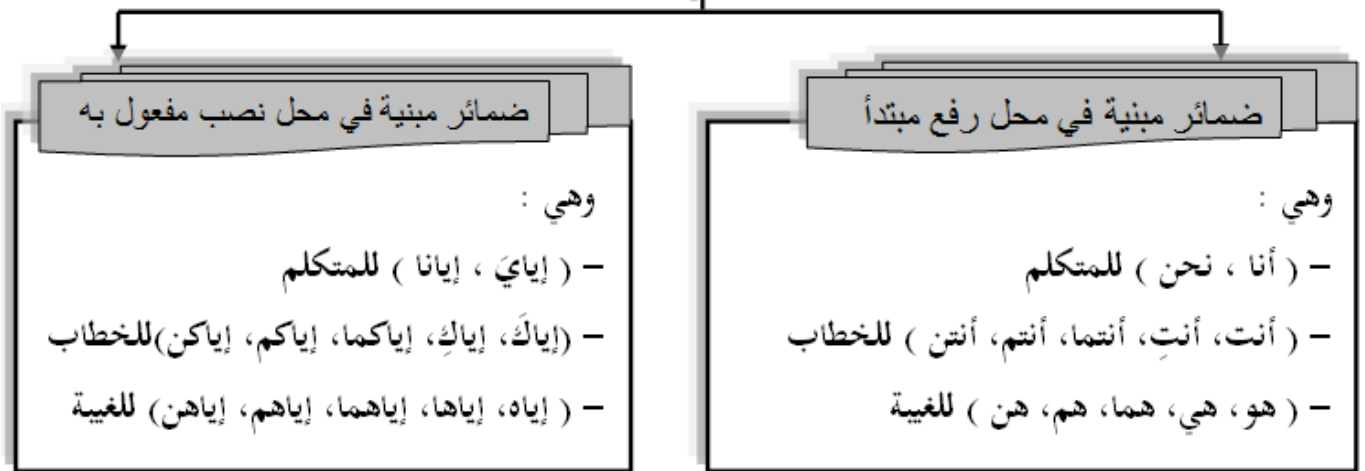 ضمائر مبنية في محل رفع مبتدأ
وهي :
– ( أنا ، نحن ) للمتكلم
– ( أنت، أنتِ، أنتما، أنتم، أنتن ) للخطاب
– ( هو، هي، هما، هم، هن ) للغيبة
ضمائر مبنية في محل نصب مفعول به
وهي :
– ( إيايَ ، إيانا ) للمتكلم
– (إياكَ، إياكِ، إياكما، إياكم، إياكن)للخطاب
– ( إياه، إياها، إياهما، إياهم، إياهن) للغيبة